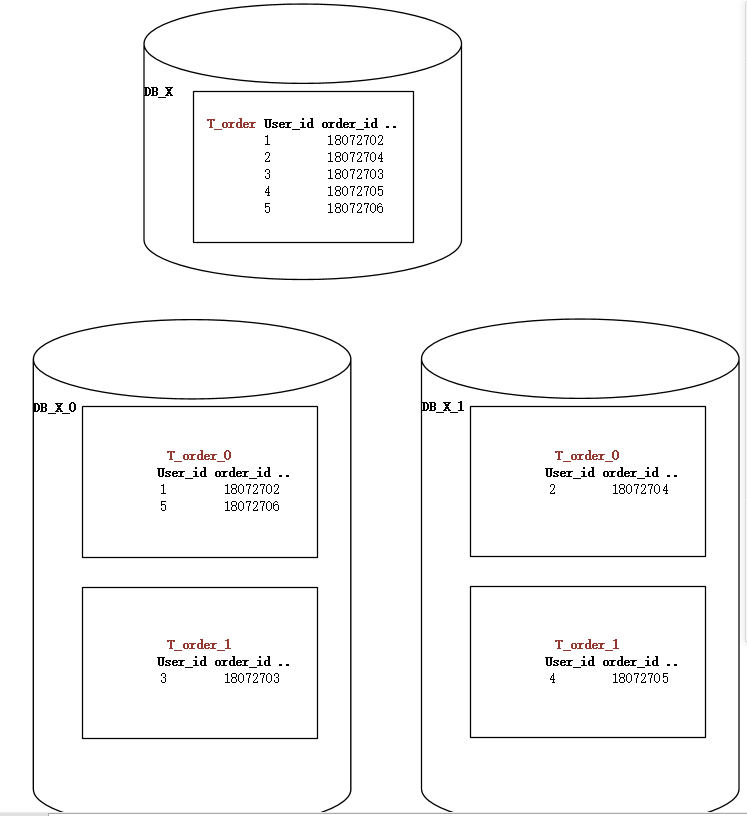 DB_X
T_order User_id order_id ..
1 18072702
2 18072704
3 18072703
4 18072705
5 18072706
DB_X_0
T_order_0
User_id order_id ..
1 18072702
5 18072706
T_order_1
User_id order_id ..
3 18072703
DB_X_1
T_order_0
User_id order_id ..
2 18072704
T_order_1
User_id order_id ..
4 18072705